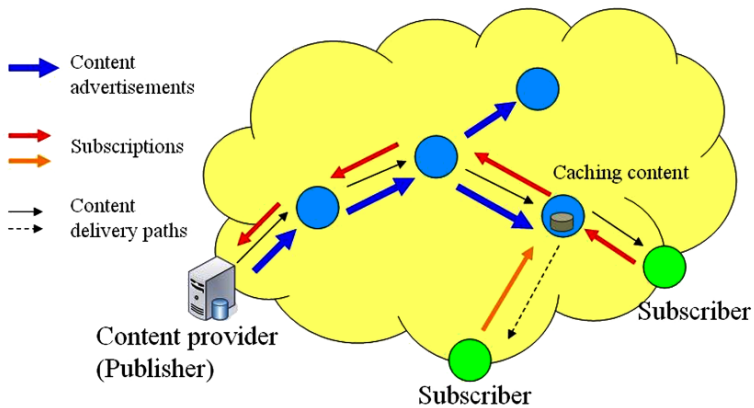 Content
advertisements
Subscriptions
Content
delivery paths
Caching content
Content provider
(Publisher)
Subscriber
Subscriber